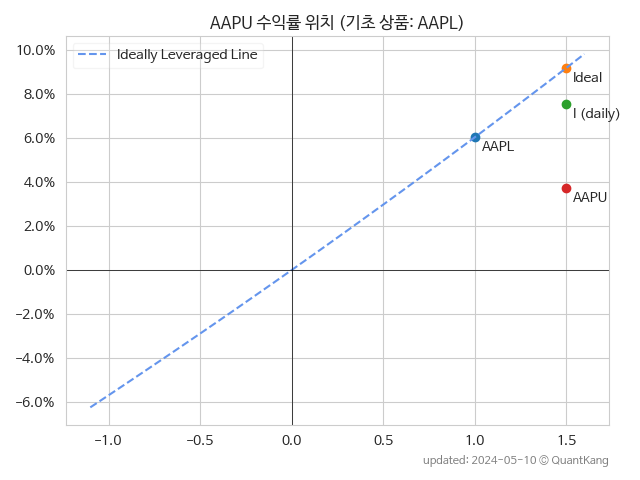 AAPU 수익률 위치 (기초 상품: AAPL)
10.0%
8.0%
6.0%
4.0%
2.0%
0.0%
−2.0%
−4.0%
−6.0%
Ideally Leveraged Line
Ideal
I (daily)
AAPL
AAPU
−1.0 −0.5 0.0 0.5 1.0 1.5
updated: 2024-05-10 © QuantKang